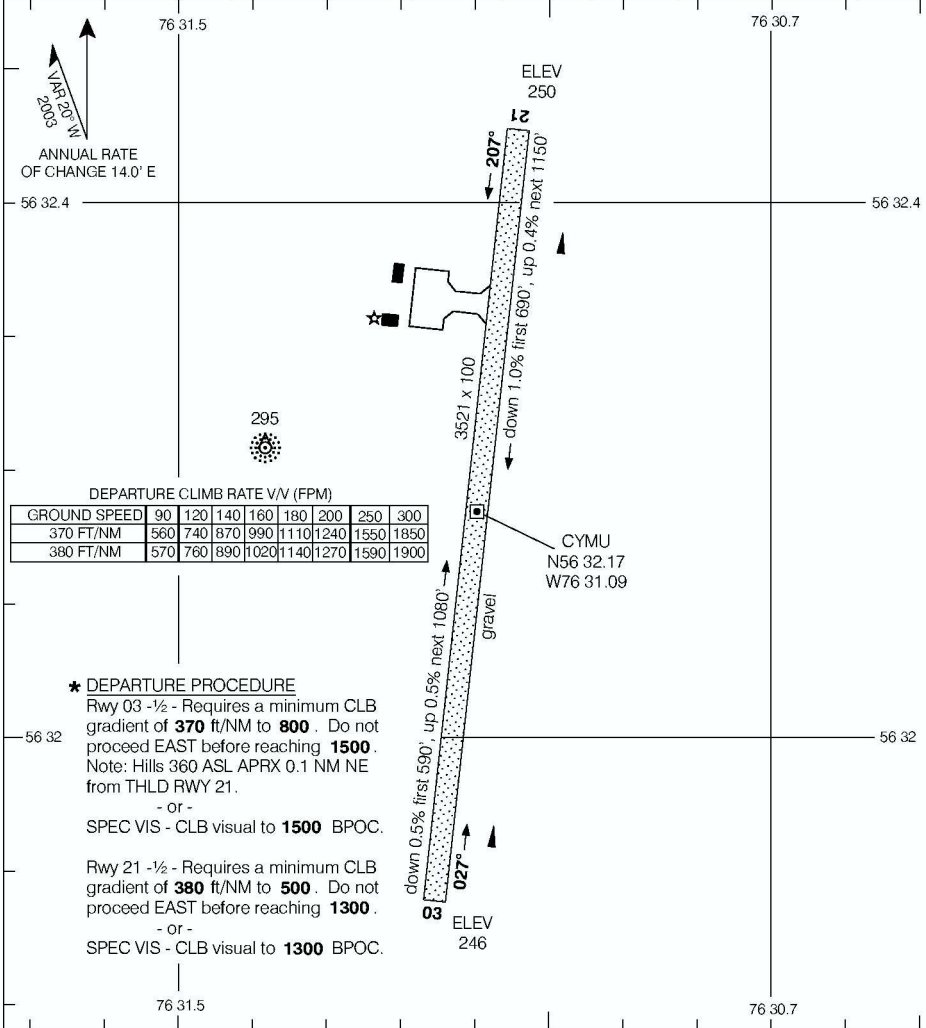 76 31.5
76 30.7
VAR 20° W
2003
ANNUAL RATE
OF CHANGE 14.0' E
ELEV
250
21
207°
56 32.4
56 32.4
down 1.0% first 690', up 0.4% next 1150'
3521 x 100
295
DEPARTURE CLIMB RATE V/V (FPM)
GROUND SPEED 90 120 140 160 180 200 250 300
370 FT/NM 560 740 870 990 1110 1240 1550 1850
380 FT/NM 570 760 890 1020 1140 1270 1590 1900
CYMU
N56 32.17
W76 31.09
gravel
down 0.5% first 590', up 0.5% next 1080'
* DEPARTURE PROCEDURE
Rwy 03 -½ - Requires a minimum CLB
gradient of 370 ft/NM to 800 . Do not
proceed EAST before reaching 1500 .
Note: Hills 360 ASL APRX 0.1 NM NE
from THLD RWY 21.
- or -
SPEC VIS - CLB visual to 1500 BPOC.
56 32
56 32
Rwy 21 -½ - Requires a minimum CLB
gradient of 380 ft/NM to 500 . Do not
proceed EAST before reaching 1300 .
- or -
SPEC VIS - CLB visual to 1300 BPOC.
027°
03
ELEV
246
76 31.5
76 30.7